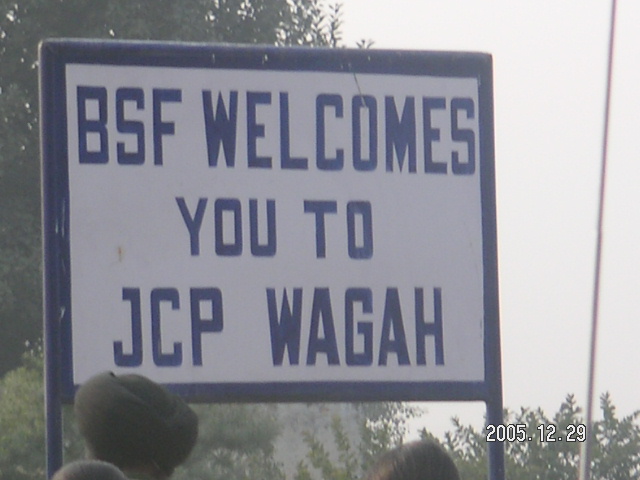 BSF WELCOMES
YOU TO
JCP WAGAH
2005.12.29